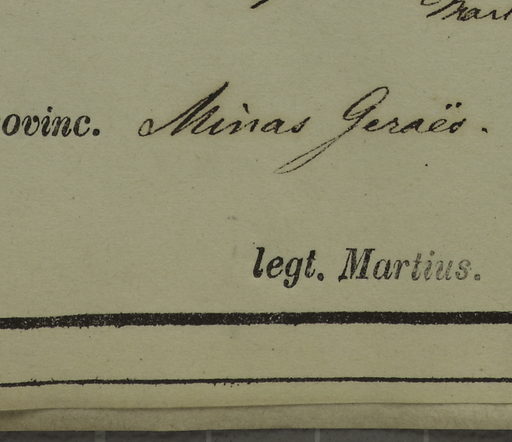 ovinc. Minas Geraës.
legt. Martius.